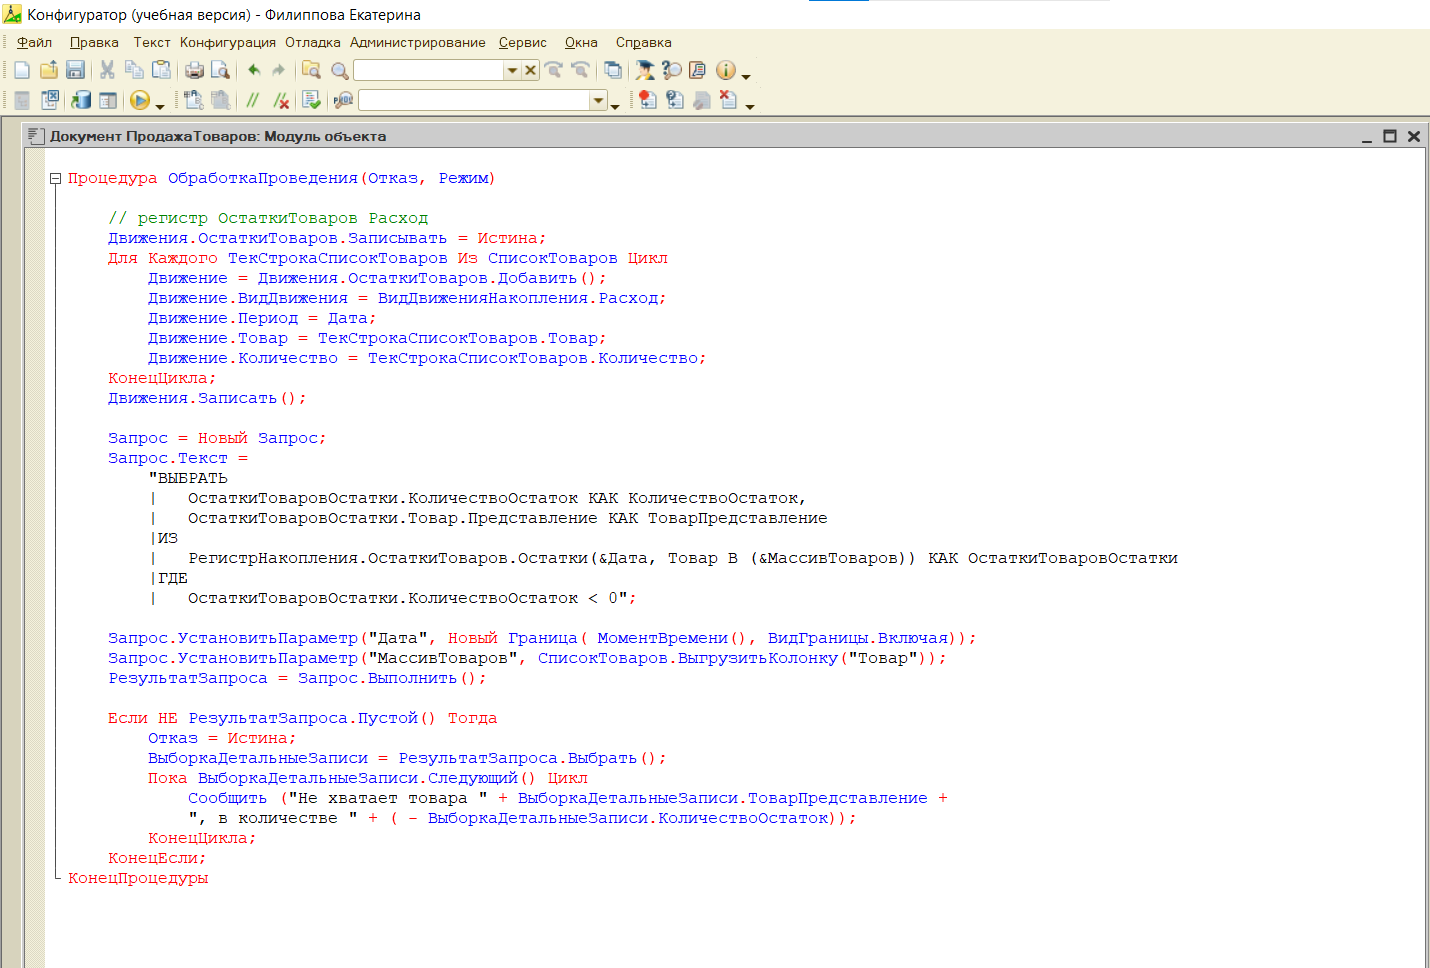 Конфигуратор (учебная версия) - Филиппова Екатерина
Файл Правка Текст Конфигурация Отладка Администрирование Сервис Окна Справка
Документ ПродажаТоваров: Модуль объекта
Процедура ОбработкаПроведения(Отказ, Режим)
// регистр ОстаткиТоваров Расход
Движения.ОстаткиТоваров.Записывать = Истина;
Для Каждого ТекСтрокаСписокТоваров Из СписокТоваров Цикл
Движение = Движения.ОстаткиТоваров.Добавить();
Движение.ВидДвижения = ВидДвиженияНакопления.Расход;
Движение.Период = Дата;
Движение.Товар = ТекСтрокаСписокТоваров.Товар;
Движение.Количество = ТекСтрокаСписокТоваров.Количество;
КонецЦикла;
Движения.Записать();
Запрос = Новый Запрос;
Запрос.Текст =
"ВЫБРАТЬ
|   ОстаткиТоваровОстатки.КоличествоОстаток КАК КоличествоОстаток,
|   ОстаткиТоваровОстатки.Товар.Представление КАК ТоварПредставление
|ИЗ
|   РегистрНакопления.ОстаткиТоваров.Остатки(&Дата, Товар В (&МассивТоваров)) КАК ОстаткиТоваровОстатки
|ГДЕ
|   ОстаткиТоваровОстатки.КоличествоОстаток < 0";
Запрос.УстановитьПараметр("Дата", Новый Граница( МоментВремени(), ВидГраницы.Включая));
Запрос.УстановитьПараметр("МассивТоваров", СписокТоваров.ВыгрузитьКолонку("Товар"));
РезультатЗапроса = Запрос.Выполнить();
Если НЕ РезультатЗапроса.Пустой() Тогда
Отказ = Истина;
ВыборкаДетальныеЗаписи = РезультатЗапроса.Выбрать();
Пока ВыборкаДетальныеЗаписи.Следующий() Цикл
Сообщить ("Не хватает товара " + ВыборкаДетальныеЗаписи.ТоварПредставление +
", в количестве " + ( - ВыборкаДетальныеЗаписи.КоличествоОстаток));
КонецЦикла;
КонецЕсли;
КонецПроцедуры